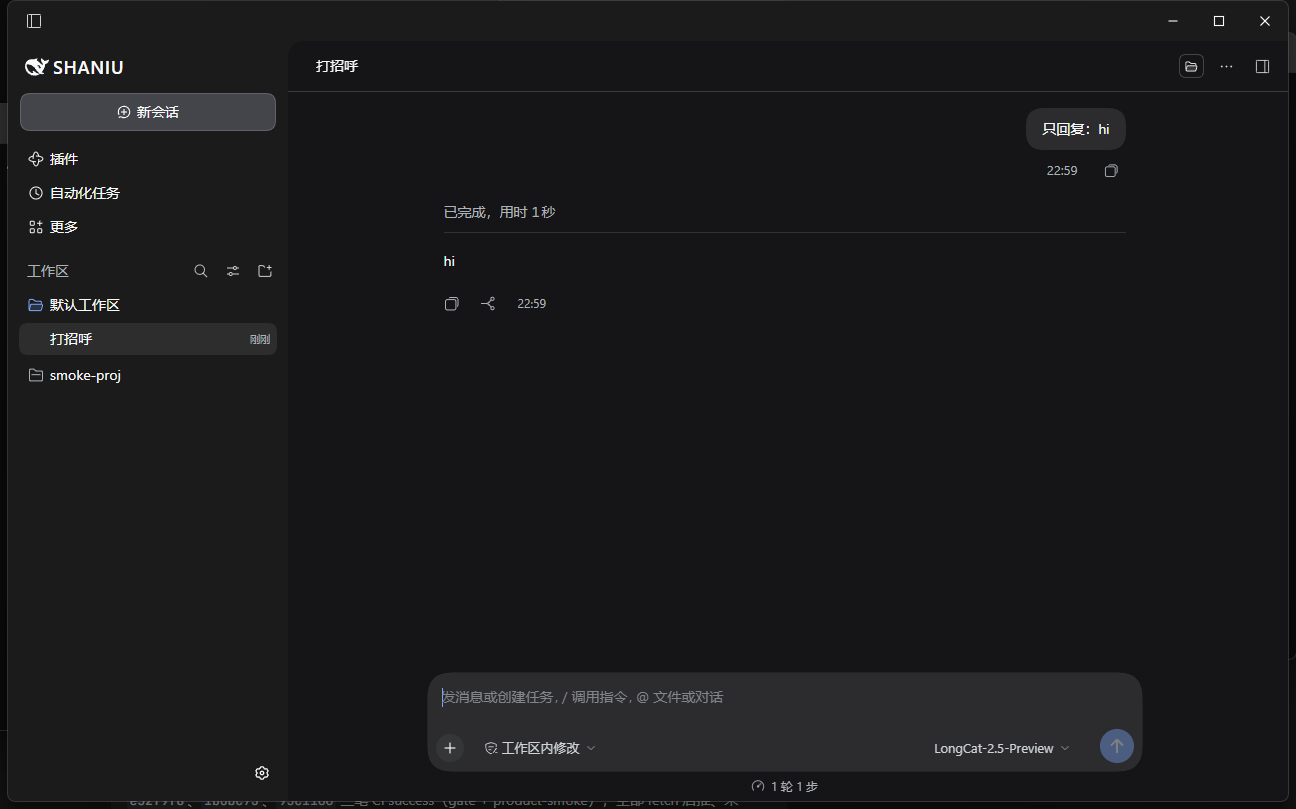 SHANIU
新会话
插件
自动化任务
更多
工作区
默认工作区
打招呼 刚刚
smoke-proj
打招呼
只回复：hi
22:59
已完成，用时 1 秒
hi
22:59
发消息或创建任务, / 调用指令, @ 文件或对话
工作区内修改
LongCat-2.5-Preview
1 轮 1 步